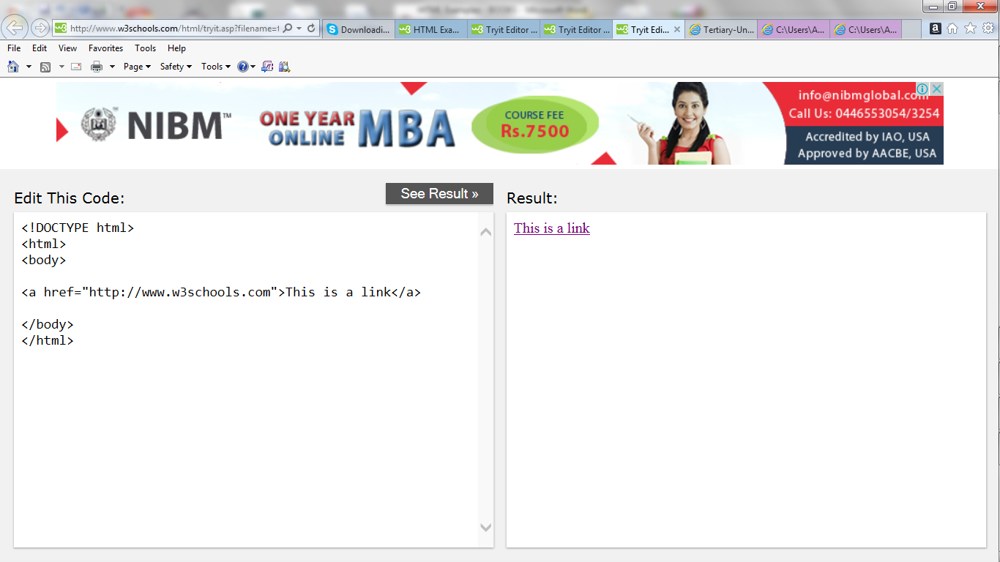 http://www.w3schools.com/html/tryit.asp?filename=t
Downloadi...
HTML Exa...
Tryit Editor ...
Tryit Editor ...
Tryit Edi...
Tertiary-Un...
C:\Users\A...
C:\Users\A...
File Edit View Favorites Tools Help
Page Safety Tools
NIBM™
ONE YEAR
ONLINE
MBA
COURSE FEE
Rs.7500
info@nibmglobal.com
Call Us: 0446553054/3254
Accredited by IAO, USA
Approved by AACBE, USA
Edit This Code:
See Result »
<!DOCTYPE html>
<html>
<body>
<a href="http://www.w3schools.com">This is a link</a>
</body>
</html>
Result:
This is a link